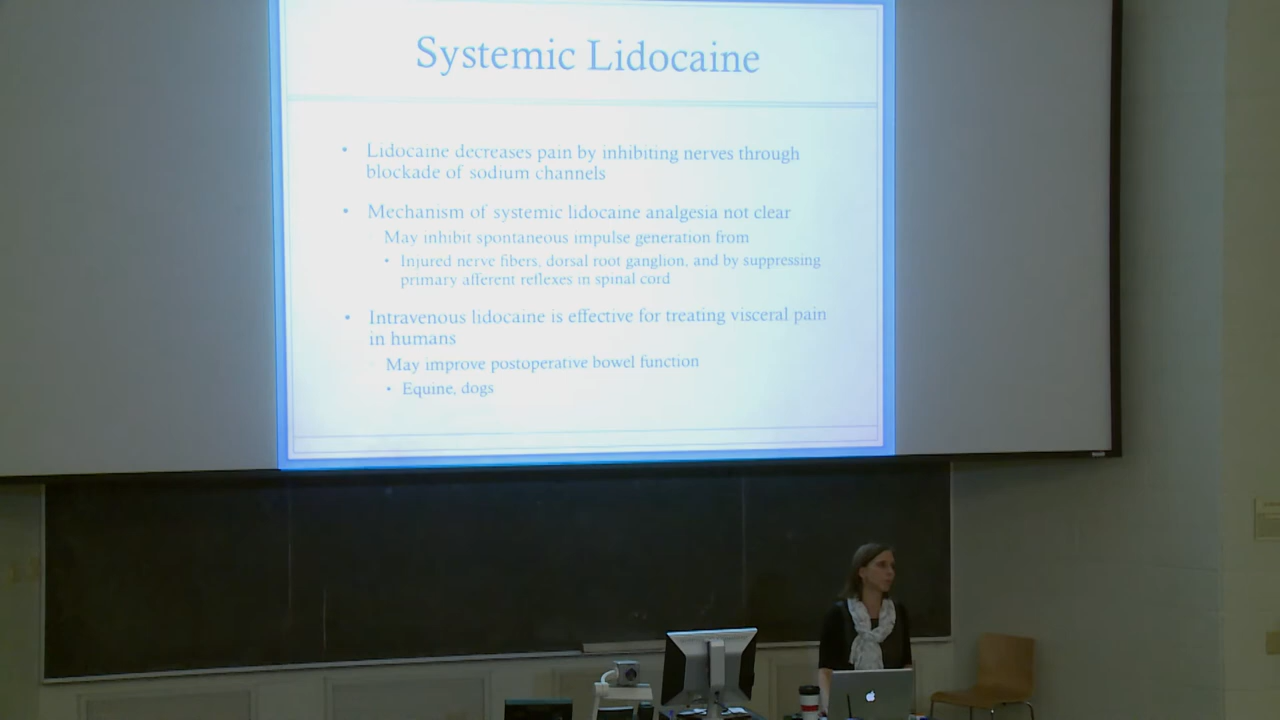 Systemic Lidocaine
• Lidocaine decreases pain by inhibiting nerves through
blockade of sodium channels
• Mechanism of systemic lidocaine analgesia not clear
May inhibit spontaneous impulse generation from
• Injured nerve fibers, dorsal root ganglion, and by suppressing
primary afferent reflexes in spinal cord
• Intravenous lidocaine is effective for treating visceral pain
in humans
May improve postoperative bowel function
• Equine, dogs